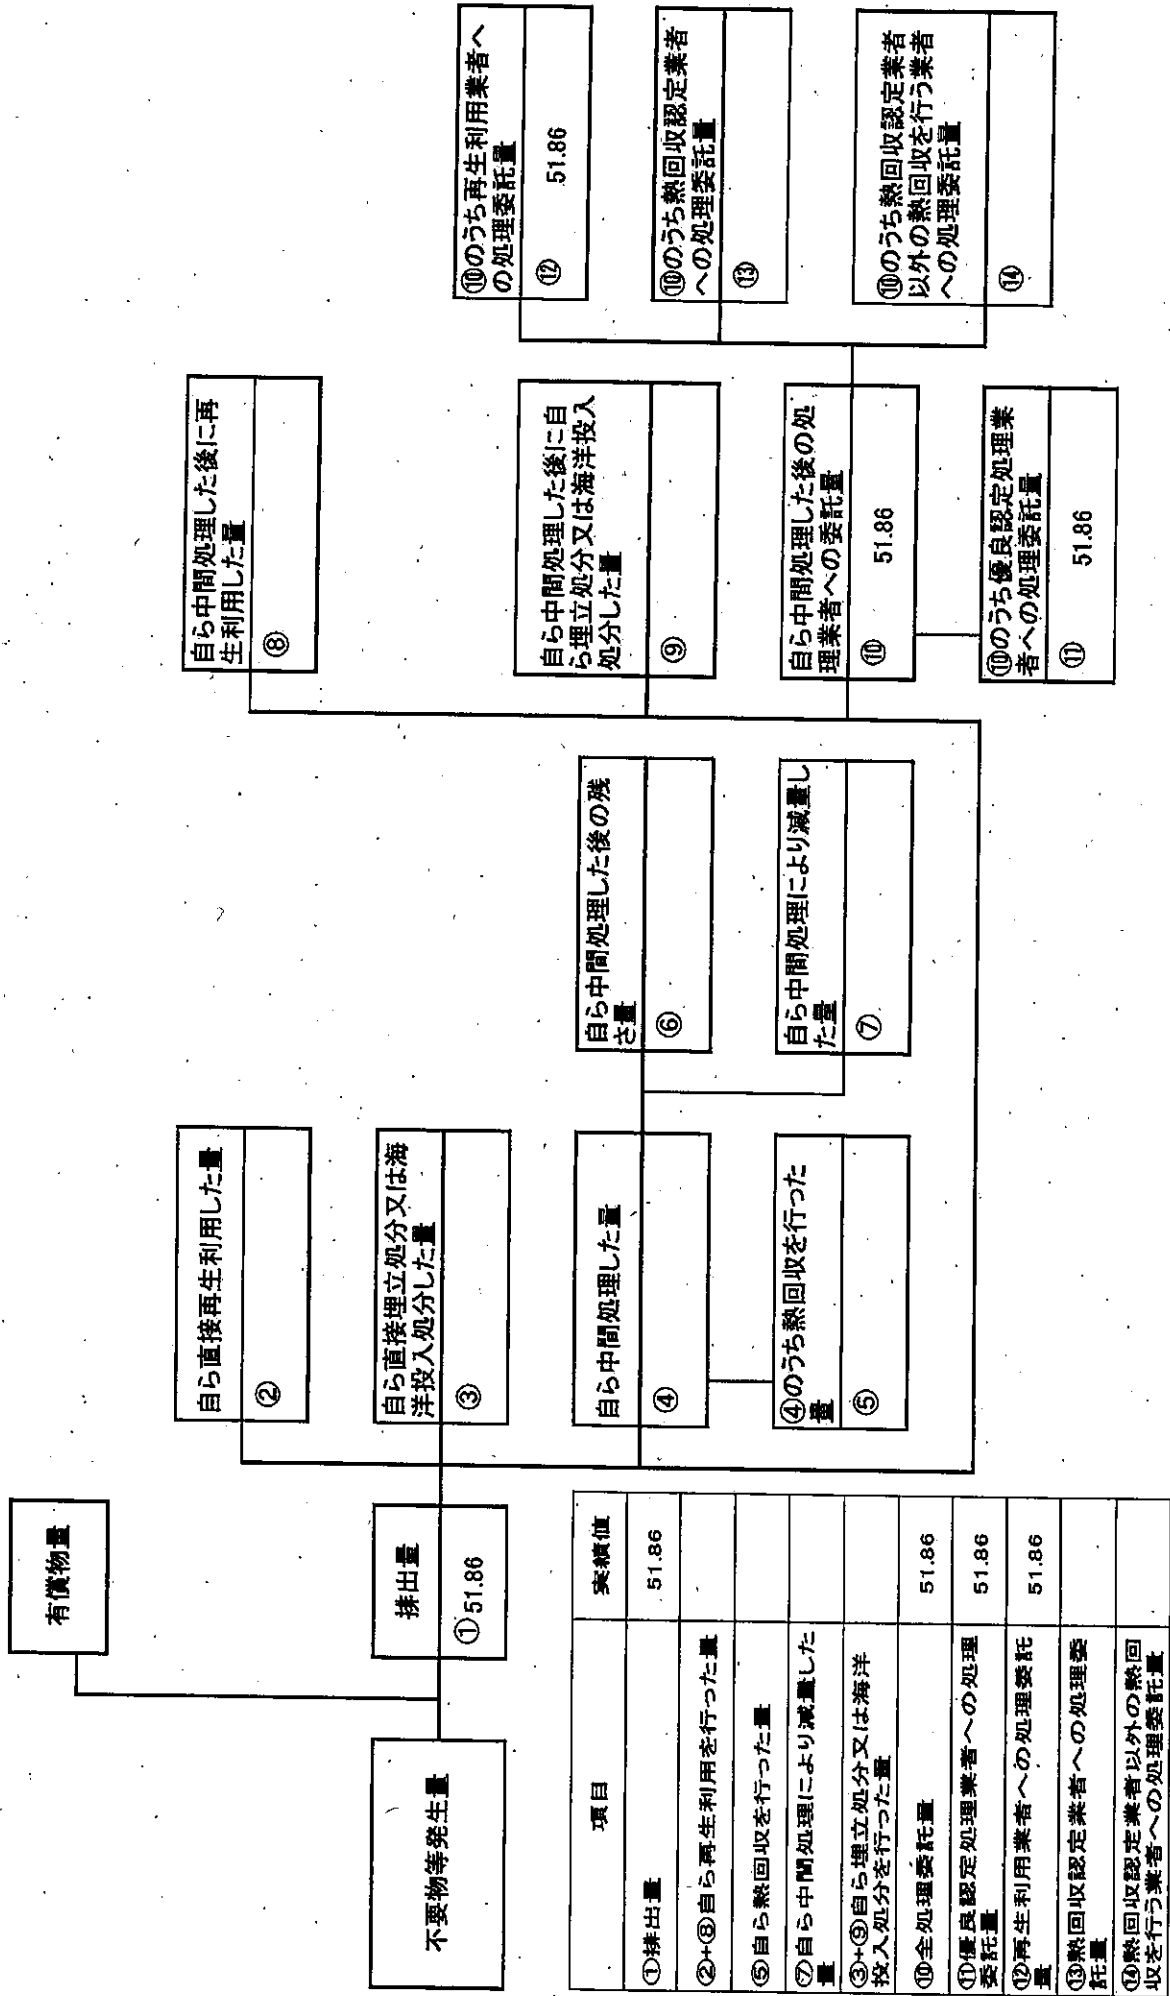 有償物量
不要物等発生量
排出量
①51.86
自ら直接再生利用した量
②
自ら直接埋立処分又は海
洋投入処分した量
③
自ら中間処理した量
④
④のうち熱回収を行った
量
⑤
自ら中間処理した後の残
さ量
⑥
自ら中間処理により減量し
た量
⑦
自ら中間処理した後に再
生利用した量
⑧
自ら中間処理した後に自
ら埋立処分又は海洋投入
処分した量
⑨
自ら中間処理した後の処
理業者への委託量
⑩ 51.86
⑩のうち優良認定処理業
者への処理委託量
⑪ 51.86
⑩のうち再生利用業者へ
の処理委託量
⑫ 51.86
⑩のうち熱回収認定業者
への処理委託量
⑬
⑩のうち熱回収認定業者
以外の熱回収を行う業者
への処理委託量
⑭
項目 実績値
①排出量 51.86
②+⑧自ら再生利用を行った量
⑤自ら熱回収を行った量
⑦自ら中間処理により減量した
量
③+⑨自ら埋立処分又は海洋
投入処分を行った量
⑩全処理委託量 51.86
⑪優良認定処理業者への処理
委託量 51.86
⑫再生利用業者への処理委託
量 51.86
⑬熱回収認定業者への処理委
託量
⑭熱回収認定業者以外の熱回
収を行う業者への処理委託量